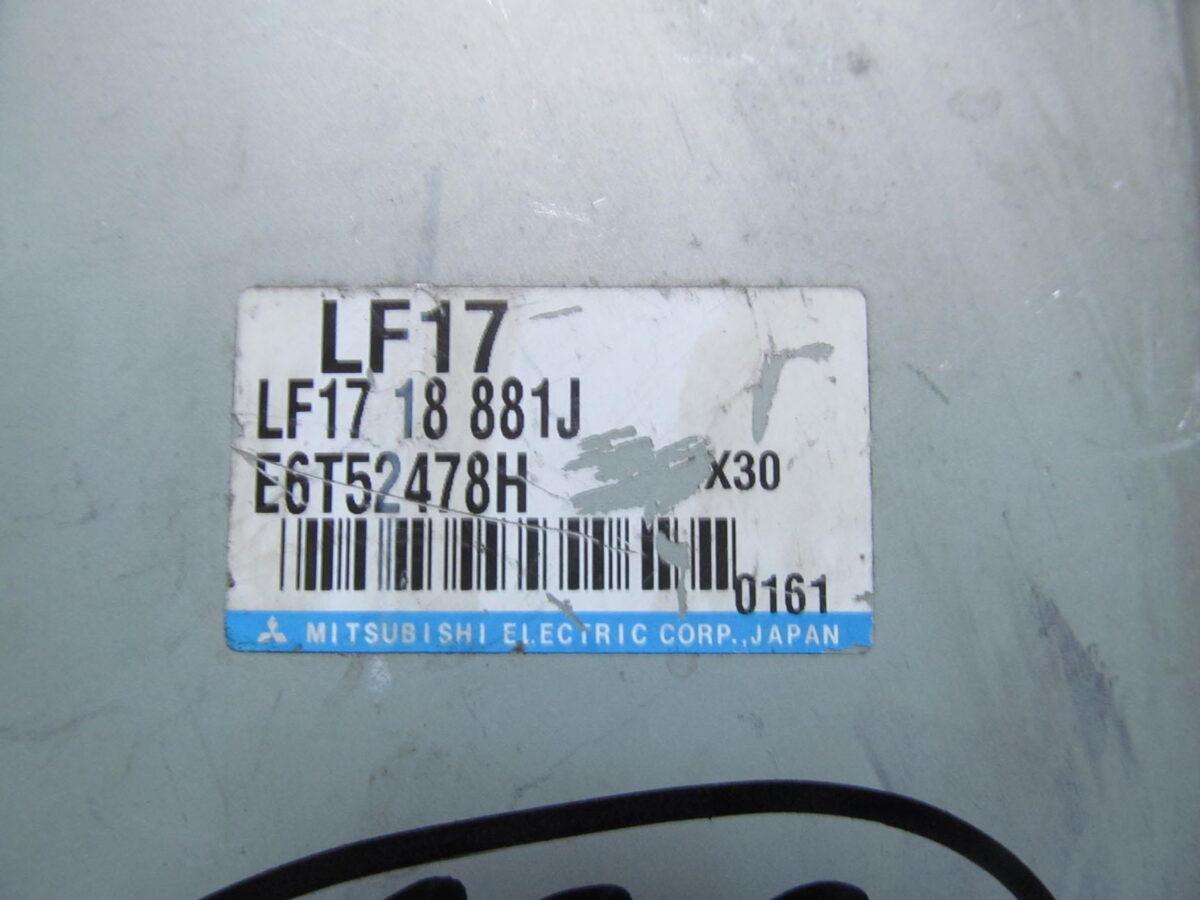 LF17
LF17 18 881J
E6T52478H X30
0161
MITSUBISHI ELECTRIC CORP.,JAPAN